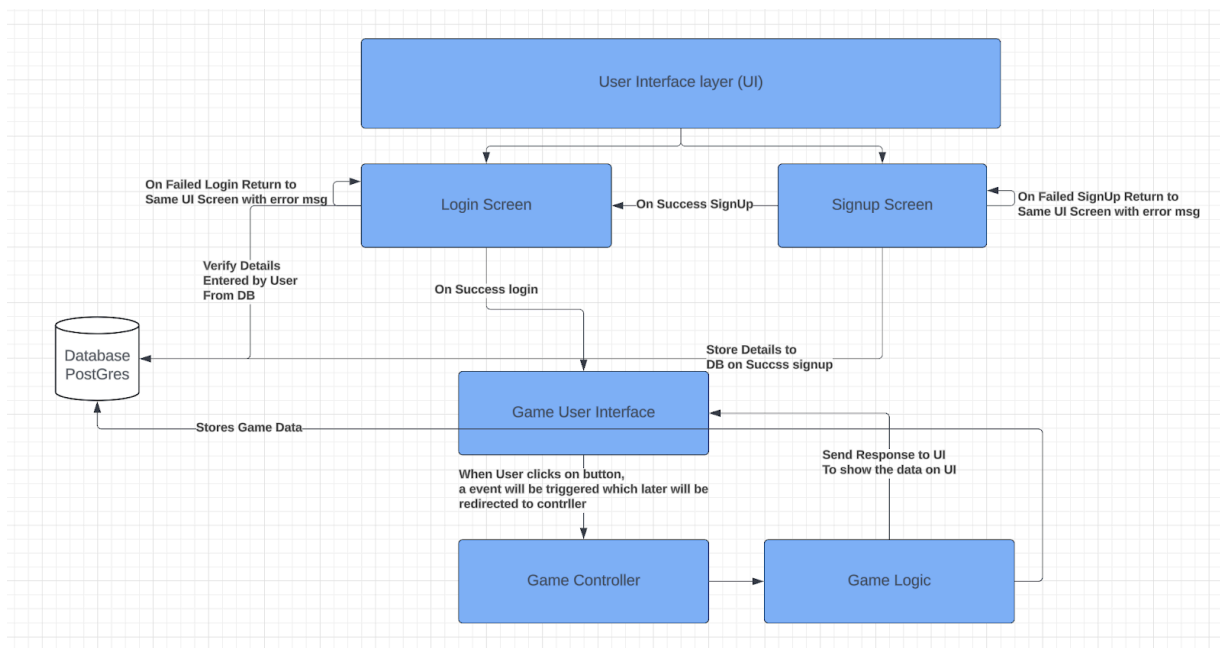 User Interface layer (UI)
On Failed Login Return to
Same UI Screen with error msg
Login Screen
On Success SignUp
Signup Screen
On Failed SignUp Return to
Same UI Screen with error msg
Verify Details
Entered by User
From DB
On Success login
Database
PostGres
Store Details to
DB on Succss signup
Game User Interface
Stores Game Data
Send Response to UI
To show the data on UI
When User clicks on button,
a event will be triggered which later will be
redirected to contrller
Game Controller
Game Logic